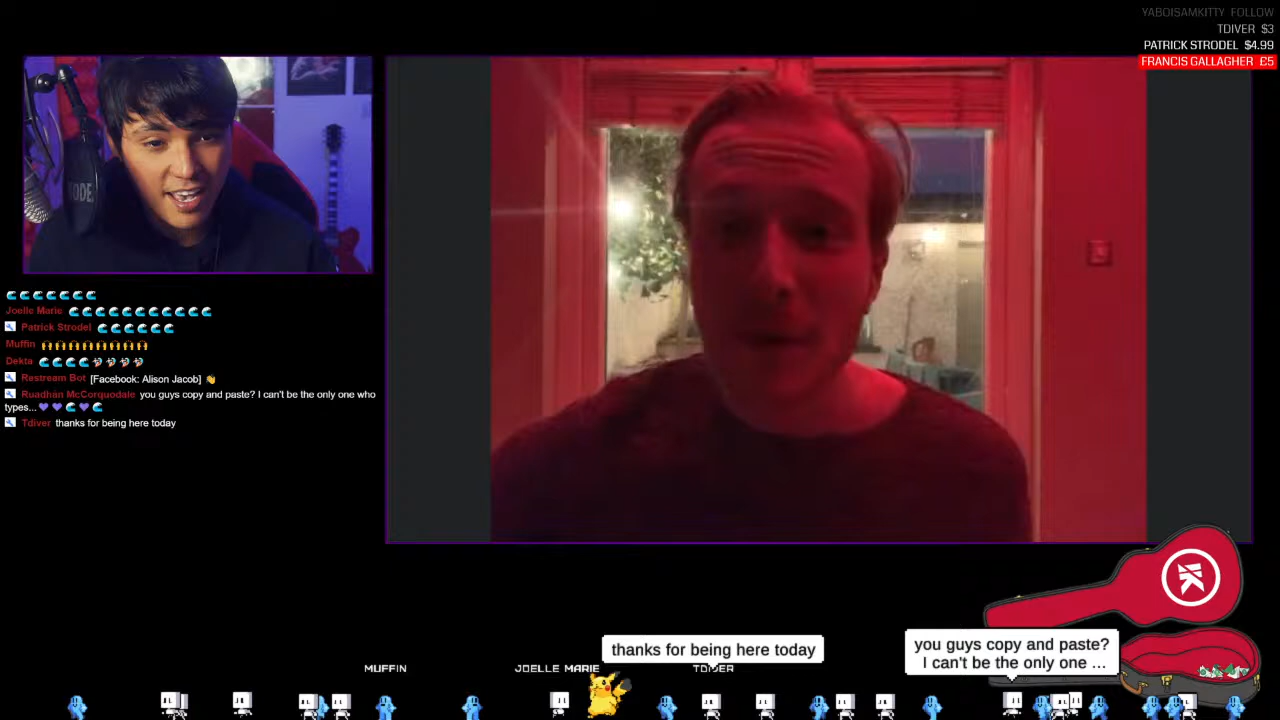 YABOISAMKITTY FOLLOW
TDIVER $3
PATRICK STRODEL $4.99
FRANCIS GALLAGHER £5
Joelle Marie
Patrick Strodel
Muffin
Dekta
Restream Bot [Facebook: Alison Jacob]
Ruadhán McCorquodale you guys copy and paste? I can't be the only one who
types...
Tdiver thanks for being here today
thanks for being here today
you guys copy and paste?
I can't be the only one ...
MUFFIN
JOELLE MARIE
TDIVER